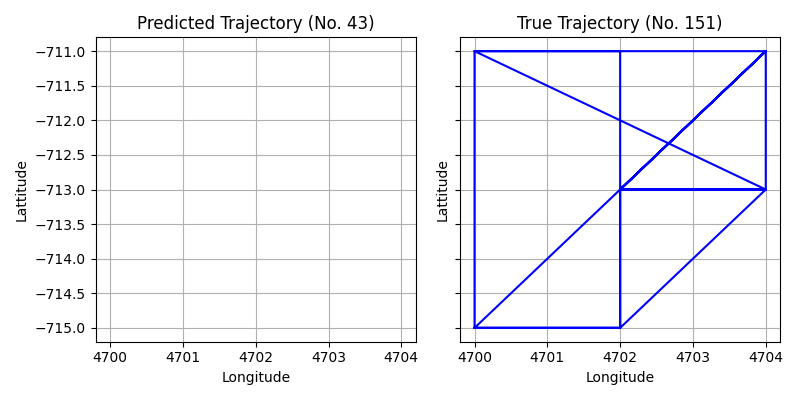 Predicted Trajectory (No. 43)
True Trajectory (No. 151)
Lattitude
−711.0
−711.5
−712.0
−712.5
−713.0
−713.5
−714.0
−714.5
−715.0
4700 4701 4702 4703 4704
Longitude
Lattitude
4700 4701 4702 4703 4704
Longitude